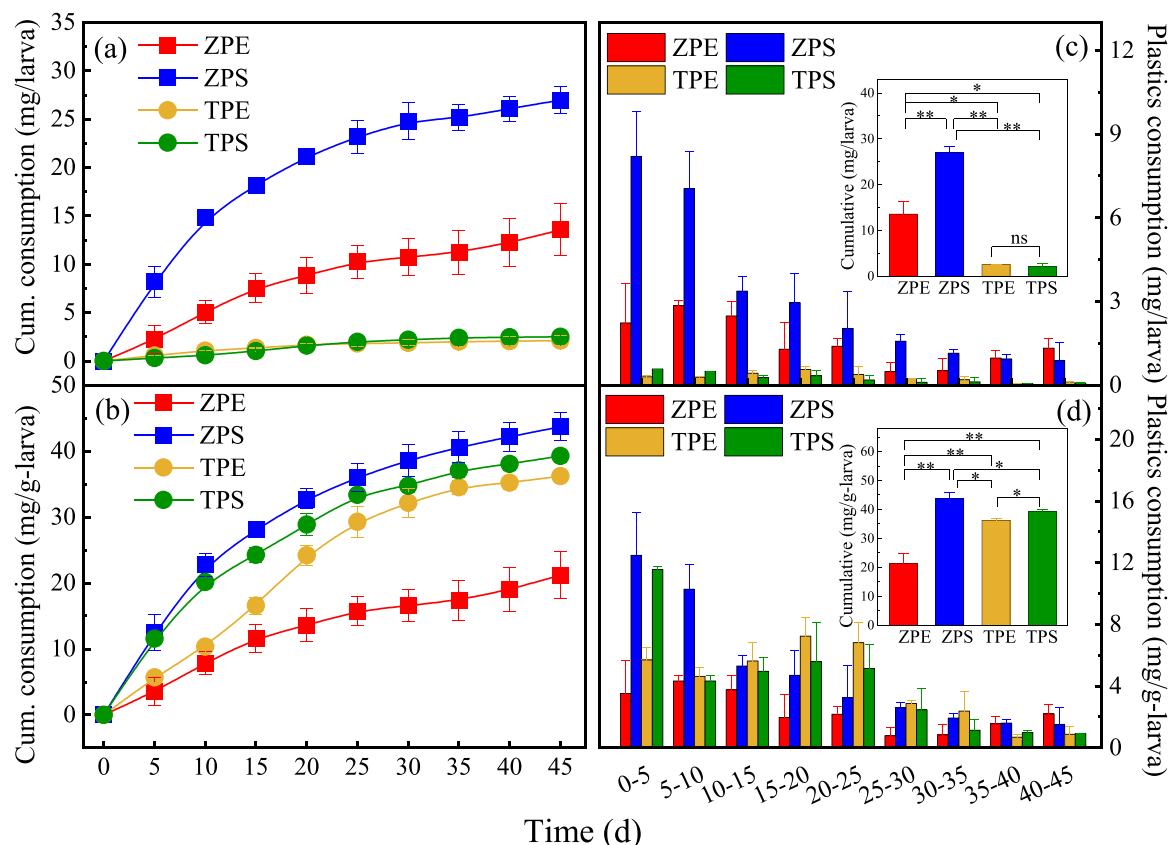 Cum. consumption (mg/larva)
35
30
25
20
15
10
5
0
(a)
ZPE
ZPS
TPE
TPS
Cum. consumption (mg/g-larva)
50
40
30
20
10
0
(b)
ZPE
ZPS
TPE
TPS
0 5 10 15 20 25 30 35 40 45
(c)
ZPE ZPS
TPE TPS
Plastics consumption (mg/larva)
12
9
6
3
0
Cumulative (mg/larva)
40
30
20
10
0
*
*
** **
**
ns
ZPE ZPS TPE TPS
(d)
ZPE ZPS
TPE TPS
Plastics consumption (mg/g-larva)
20
16
12
8
4
0
Cumulative (mg/g-larva)
60
50
40
30
20
10
0
**
**
** *
*
*
ZPE ZPS TPE TPS
0-5 5-10 10-15 15-20 20-25 25-30 30-35 35-40 40-45
Time (d)